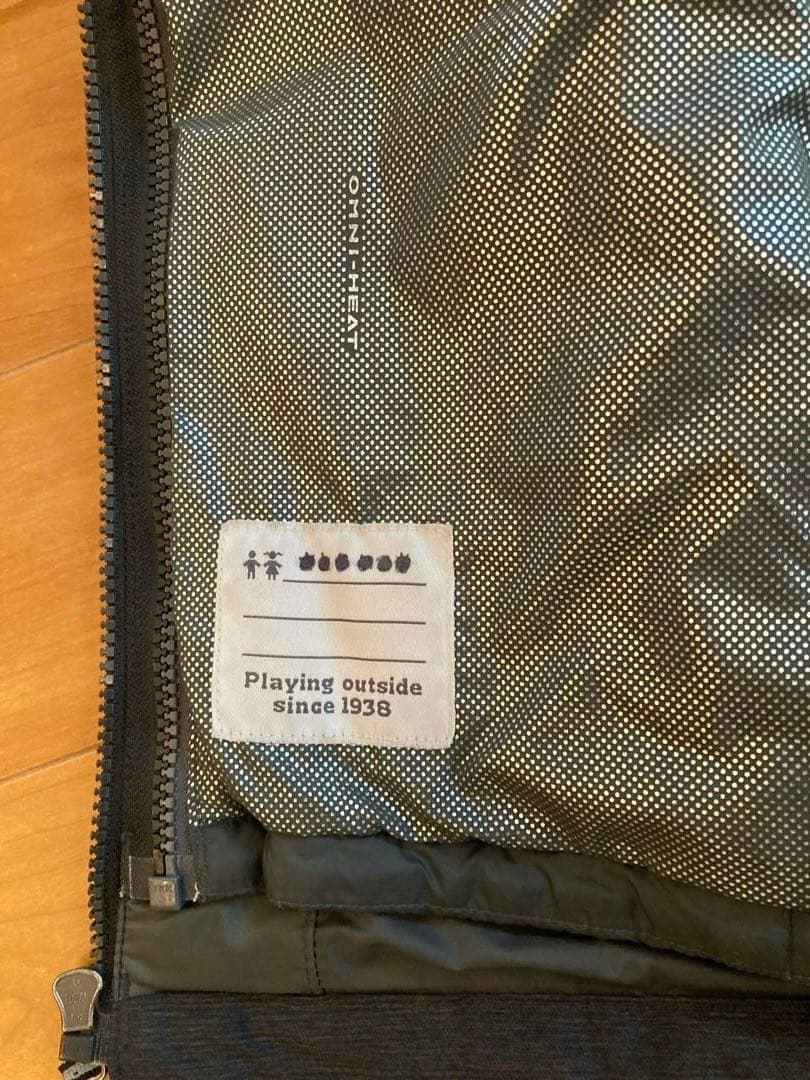 OMNI-HEAT
Playing outside
since 1938